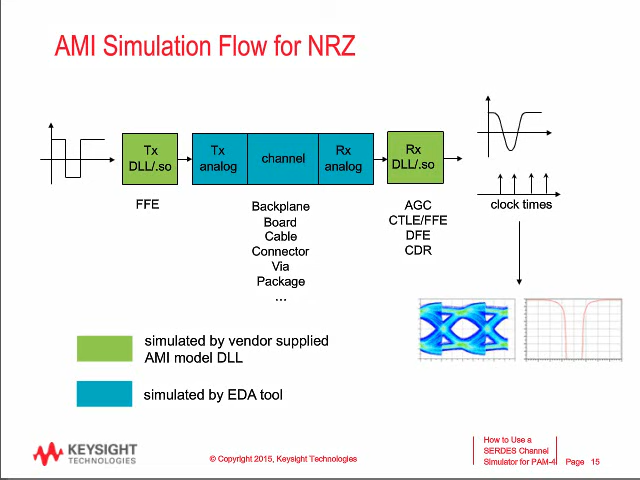 AMI Simulation Flow for NRZ
Tx
DLL/.so
Tx
analog
channel
Rx
analog
Rx
DLL/.so
clock times
FFE
Backplane
Board
Cable
Connector
Via
Package
...
AGC
CTLE/FFE
DFE
CDR
simulated by vendor supplied
AMI model DLL
simulated by EDA tool
KEYSIGHT
TECHNOLOGIES
© Copyright 2015, Keysight Technologies
How to Use a
SERDES Channel
Simulator for PAM-4
Page 15